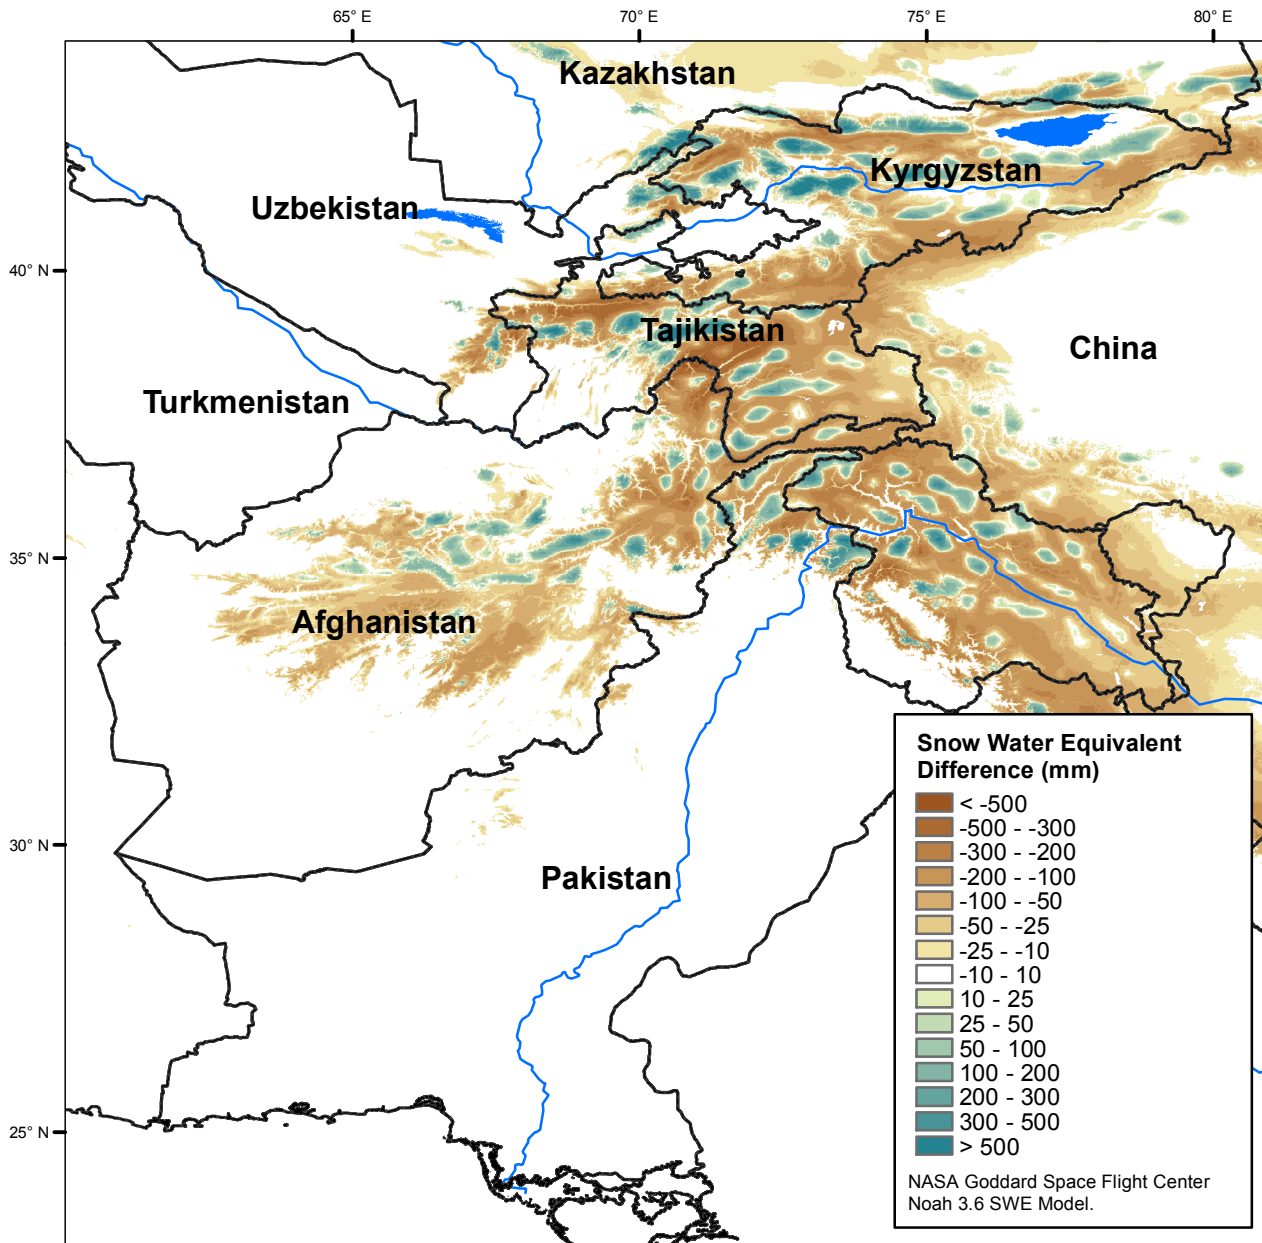 65° E
70° E
75° E
80° E
Kazakhstan
Kyrgyzstan
Uzbekistan
40° N
Tajikistan
China
Turkmenistan
35° N
Afghanistan
30° N
Pakistan
25° N
Snow Water Equivalent
Difference (mm)
< -500
-500 - -300
-300 - -200
-200 - -100
-100 - -50
-50 - -25
-25 - -10
-10 - 10
10 - 25
25 - 50
50 - 100
100 - 200
200 - 300
300 - 500
> 500
NASA Goddard Space Flight Center
Noah 3.6 SWE Model.